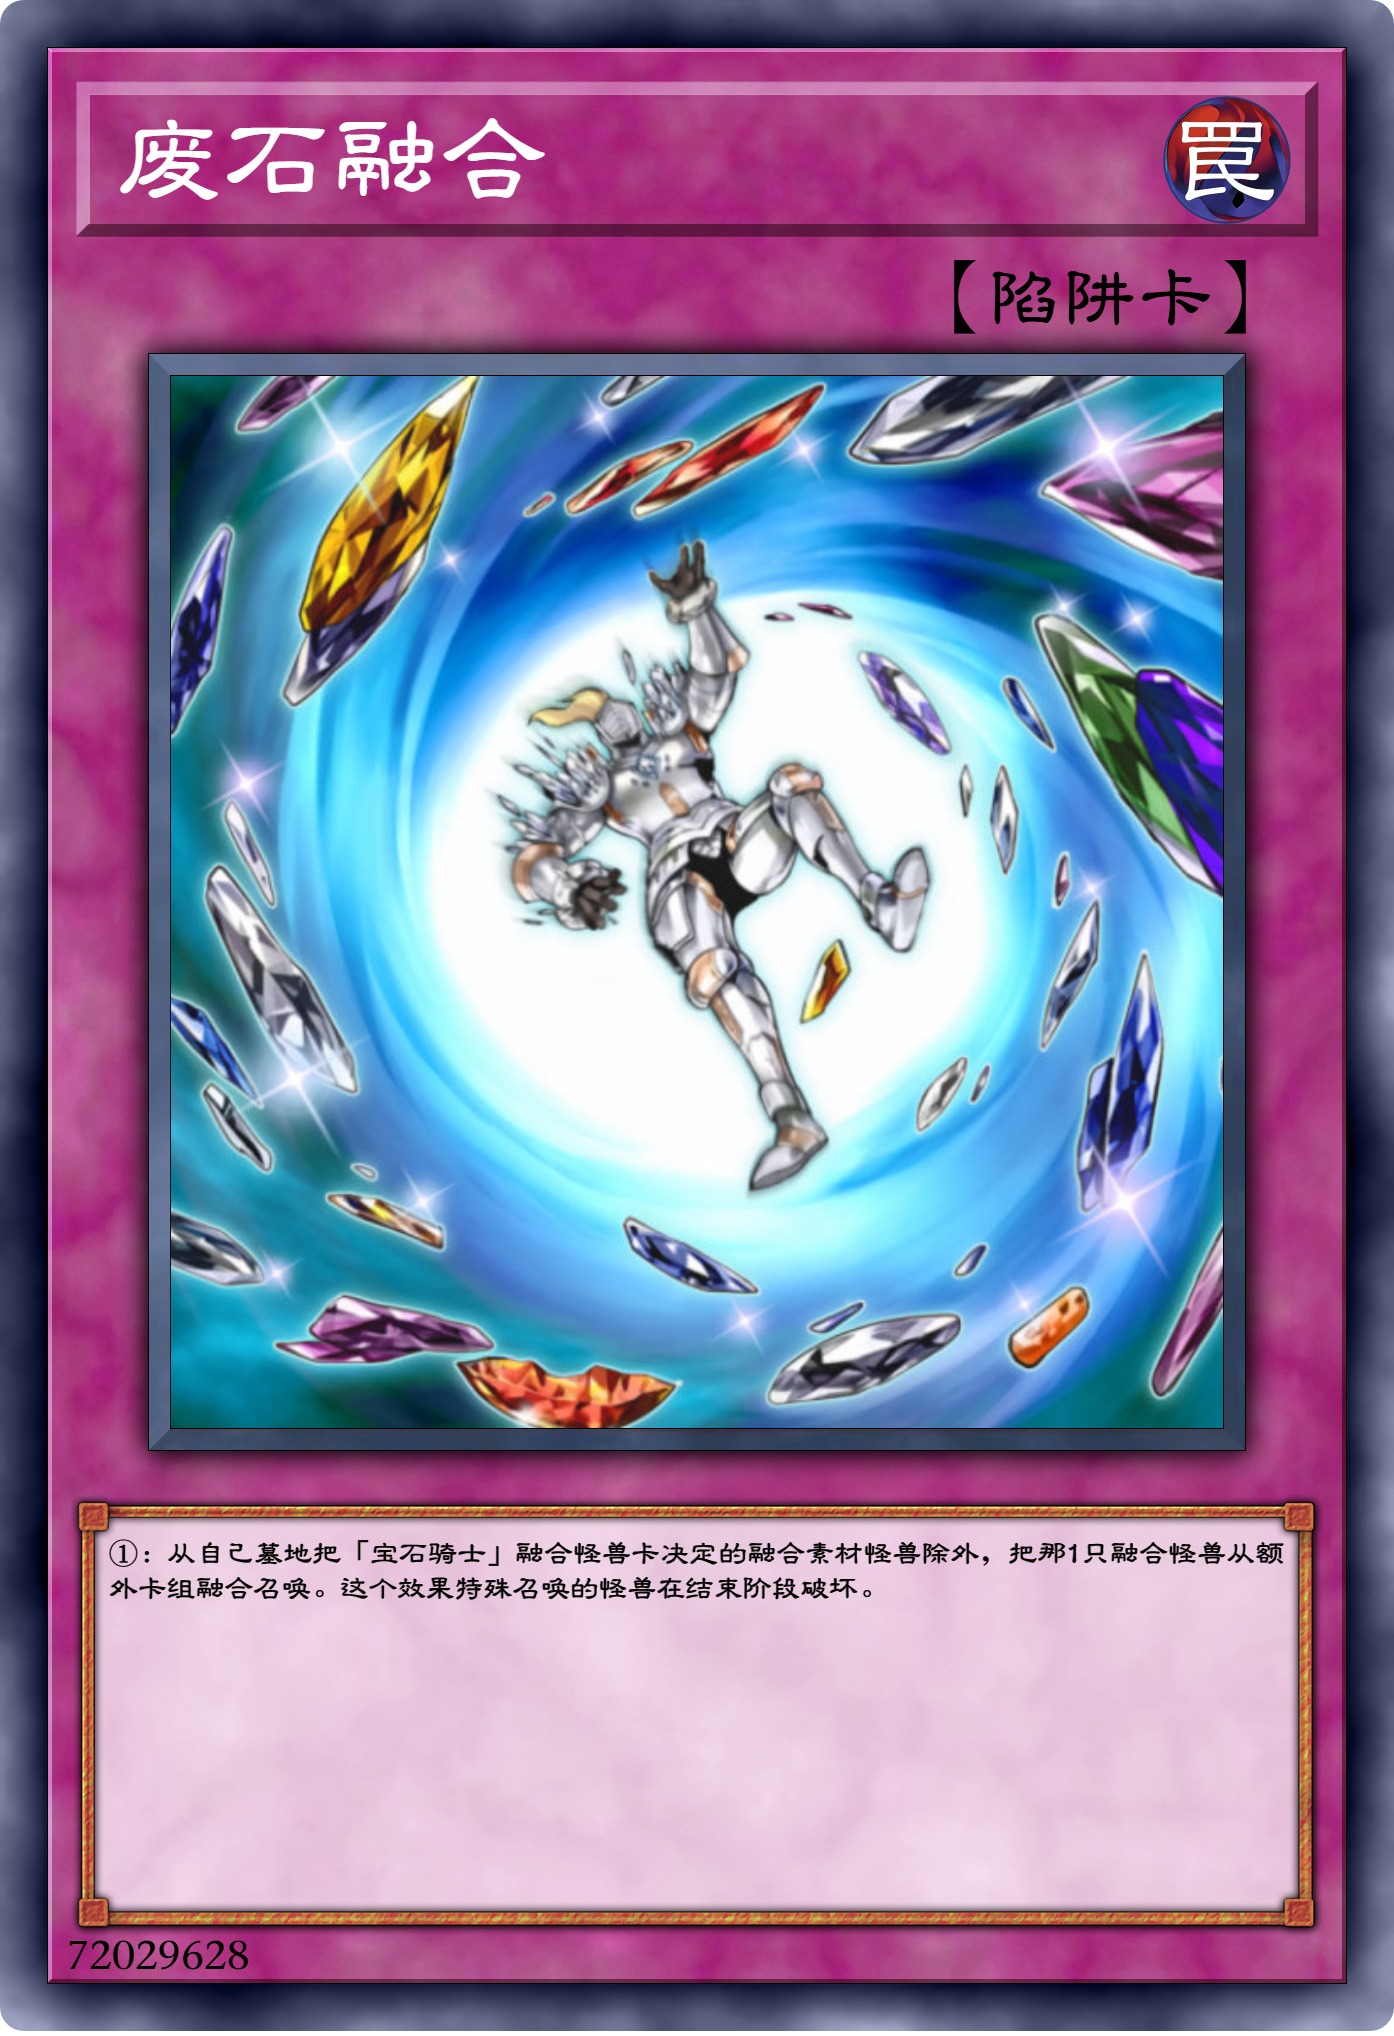 废石融合
罠
【陷阱卡】
①：从自己墓地把「宝石骑士」融合怪兽卡决定的融合素材怪兽除外，把那1只融合怪兽从额
外卡组融合召唤。这个效果特殊召唤的怪兽在结束阶段破坏。
72029628